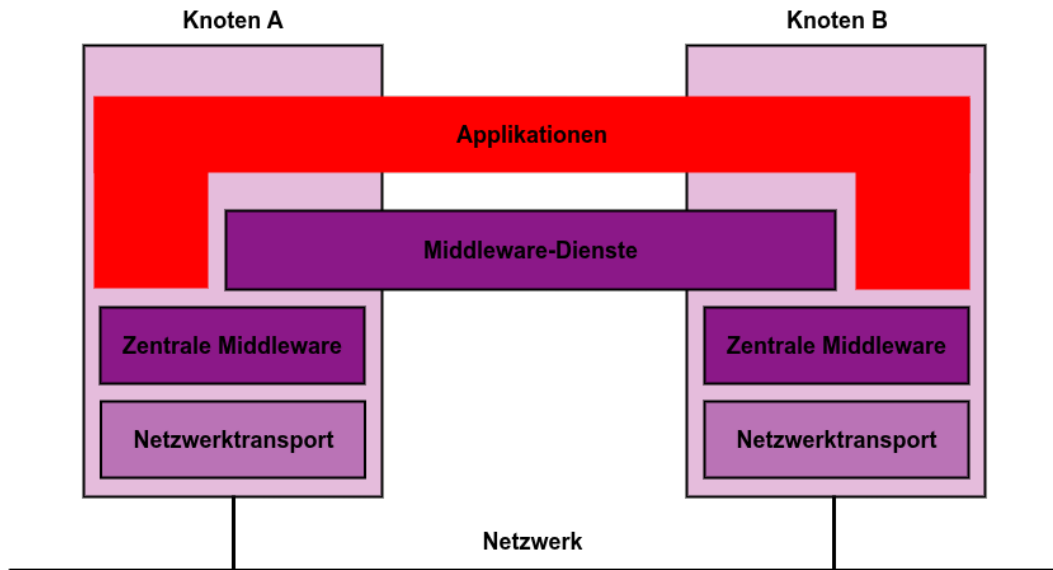 Knoten A
Knoten B
Applikationen
Middleware-Dienste
Zentrale Middleware
Zentrale Middleware
Netzwerktransport
Netzwerktransport
Netzwerk